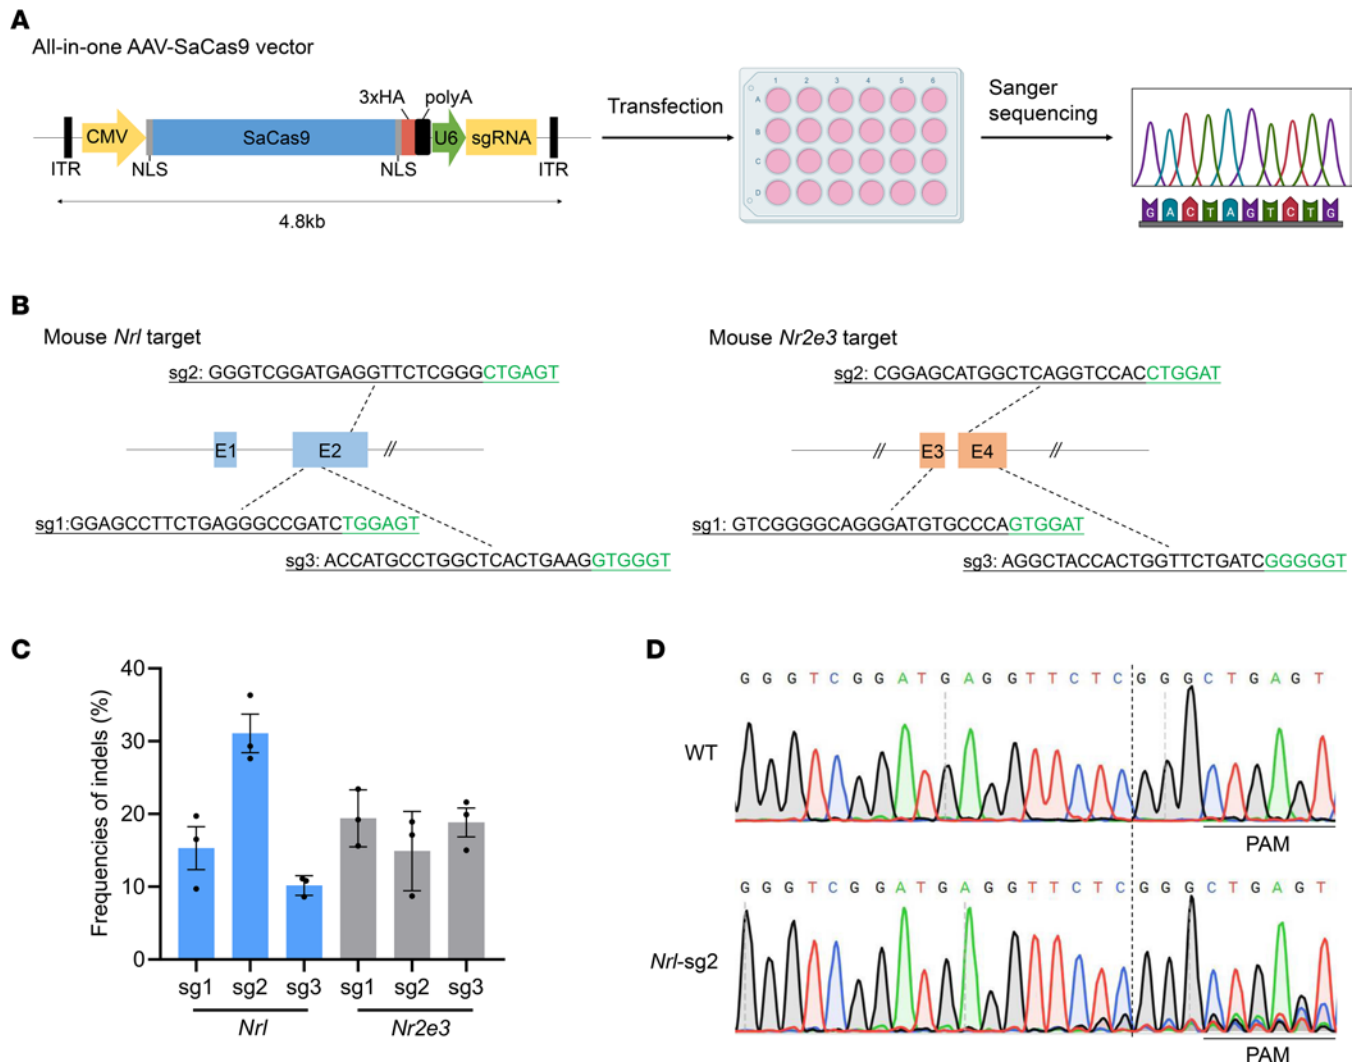 A
All-in-one AAV-SaCas9 vector
3xHA polyA
CMV SaCas9 U6 sgRNA
ITR NLS NLS ITR
4.8kb
Transfection
1 2 3 4 5 6
A
B
C
D
Sanger
sequencing
G A C T A G T C T G
B
Mouse Nrl target
sg2: GGGTCGGATGAGGTTCTCGGGCTGAGT
E1 E2 //
sg1:GGAGCCTTCTGAGGGCCGATCTGGAGT
sg3: ACCATGCCTGGCTCACTGAAGGTGGGT
Mouse Nr2e3 target
sg2: CGGAGCATGGCTCAGGTCCACCTGGAT
// E3 E4 //
sg1: GTCGGGGCAGGGATGTGCCCAGTGGAT
sg3: AGGCTACCACTGGTTCTGATCGGGGGT
C
Frequencies of indels (%)
40
30
20
10
0
sg1 sg2 sg3 sg1 sg2 sg3
Nrl Nr2e3
D
G G G T C G G A T G A G G T T C T C G G G C T G A G T
WT
PAM
G G G T C G G A T G A G G T T C T C G G G C T G A G T
Nrl-sg2
PAM